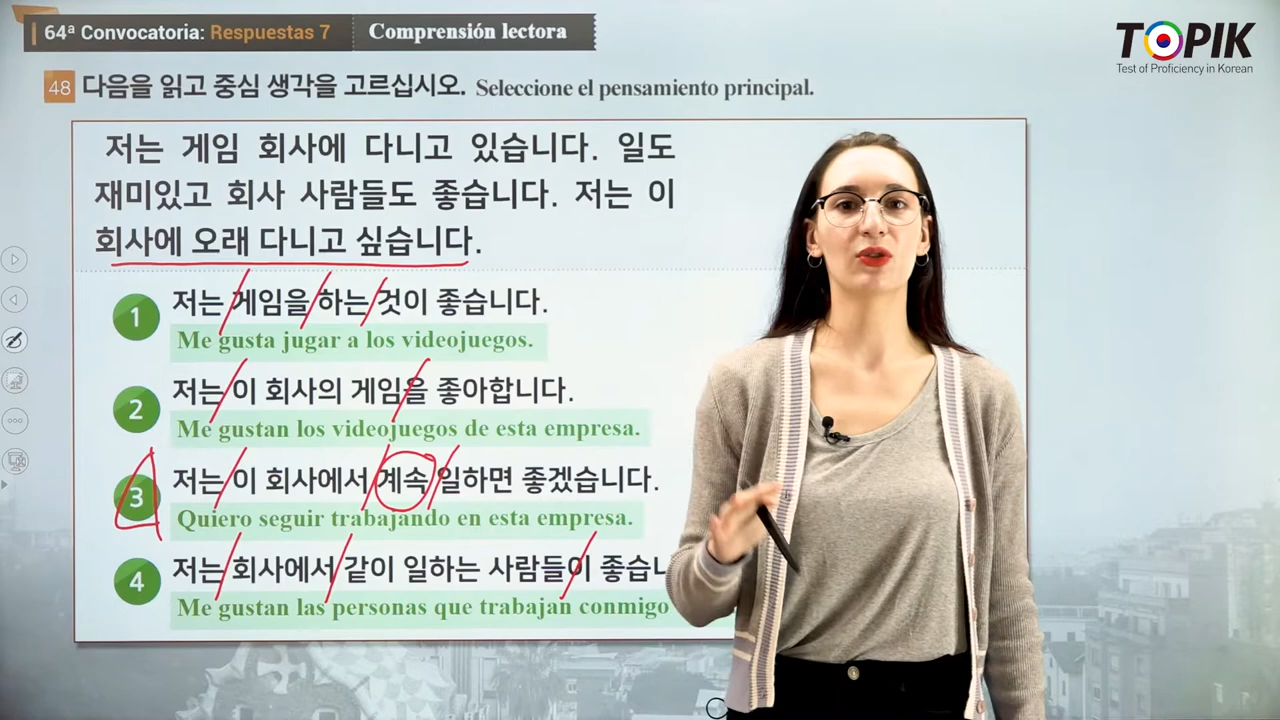 64ª Convocatoria: Respuestas 7
Comprensión lectora
TOPIK
Test of Proficiency in Korean
48 다음을 읽고 중심 생각을 고르십시오. Seleccione el pensamiento principal.
저는 게임 회사에 다니고 있습니다. 일도
재미있고 회사 사람들도 좋습니다. 저는 이
회사에 오래 다니고 싶습니다.
1 저는 게임을 하는 것이 좋습니다.
Me gusta jugar a los videojuegos.
2 저는 이 회사의 게임을 좋아합니다.
Me gustan los videojuegos de esta empresa.
3 저는 이 회사에서 계속 일하면 좋겠습니다.
Quiero seguir trabajando en esta empresa.
4 저는 회사에서 같이 일하는 사람들이 좋습
Me gustan las personas que trabajan conmigo